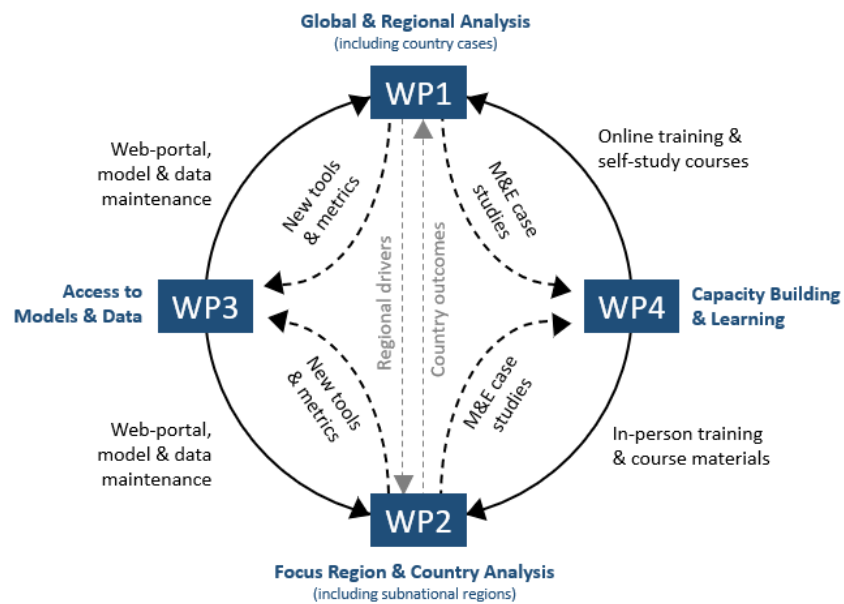 Global & Regional Analysis
(including country cases)
WP1
Web-portal,
model & data
maintenance
New tools
& metrics
Regional drivers
Country outcomes
M&E case
studies
Online training &
self-study courses
Access to
Models & Data
WP3
WP4
Capacity Building
& Learning
Web-portal,
model & data
maintenance
New tools
& metrics
M&E case
studies
In-person training
& course materials
WP2
Focus Region & Country Analysis
(including subnational regions)